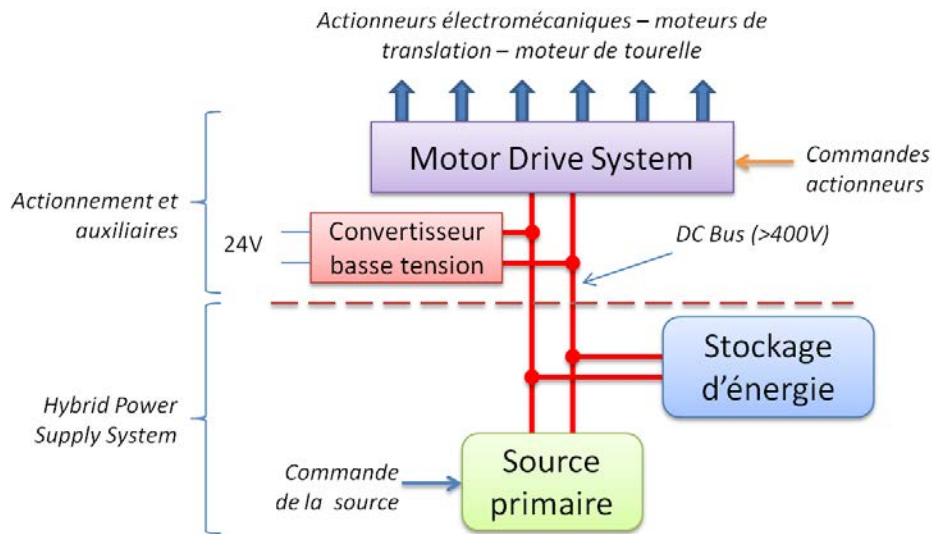 Actionneurs électromécaniques – moteurs de
translation – moteur de tourelle
Motor Drive System
Commandes
actionneurs
Actionnement et
auxiliaires
24V
Convertisseur
basse tension
DC Bus (>400V)
Stockage
d'énergie
Hybrid Power
Supply System
Commande
de la source
Source
primaire